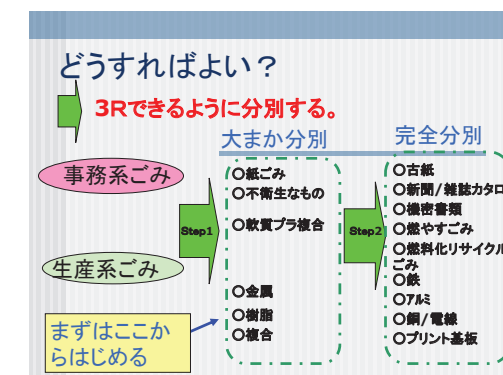 どうすればよい？
3Rできるように分別する。
大まか分別
完全分別
事務系ごみ
生産系ごみ
Step1
○紙ごみ
○不衛生なもの
○軟質プラ複合
○金属
○樹脂
○複合
Step2
○古紙
○新聞/雑誌カタロ
○機密書類
○燃やすごみ
○燃料化リサイクル
ごみ
○鉄
○アルミ
○銅/電線
○プリント基板
まずはここか
らはじめる